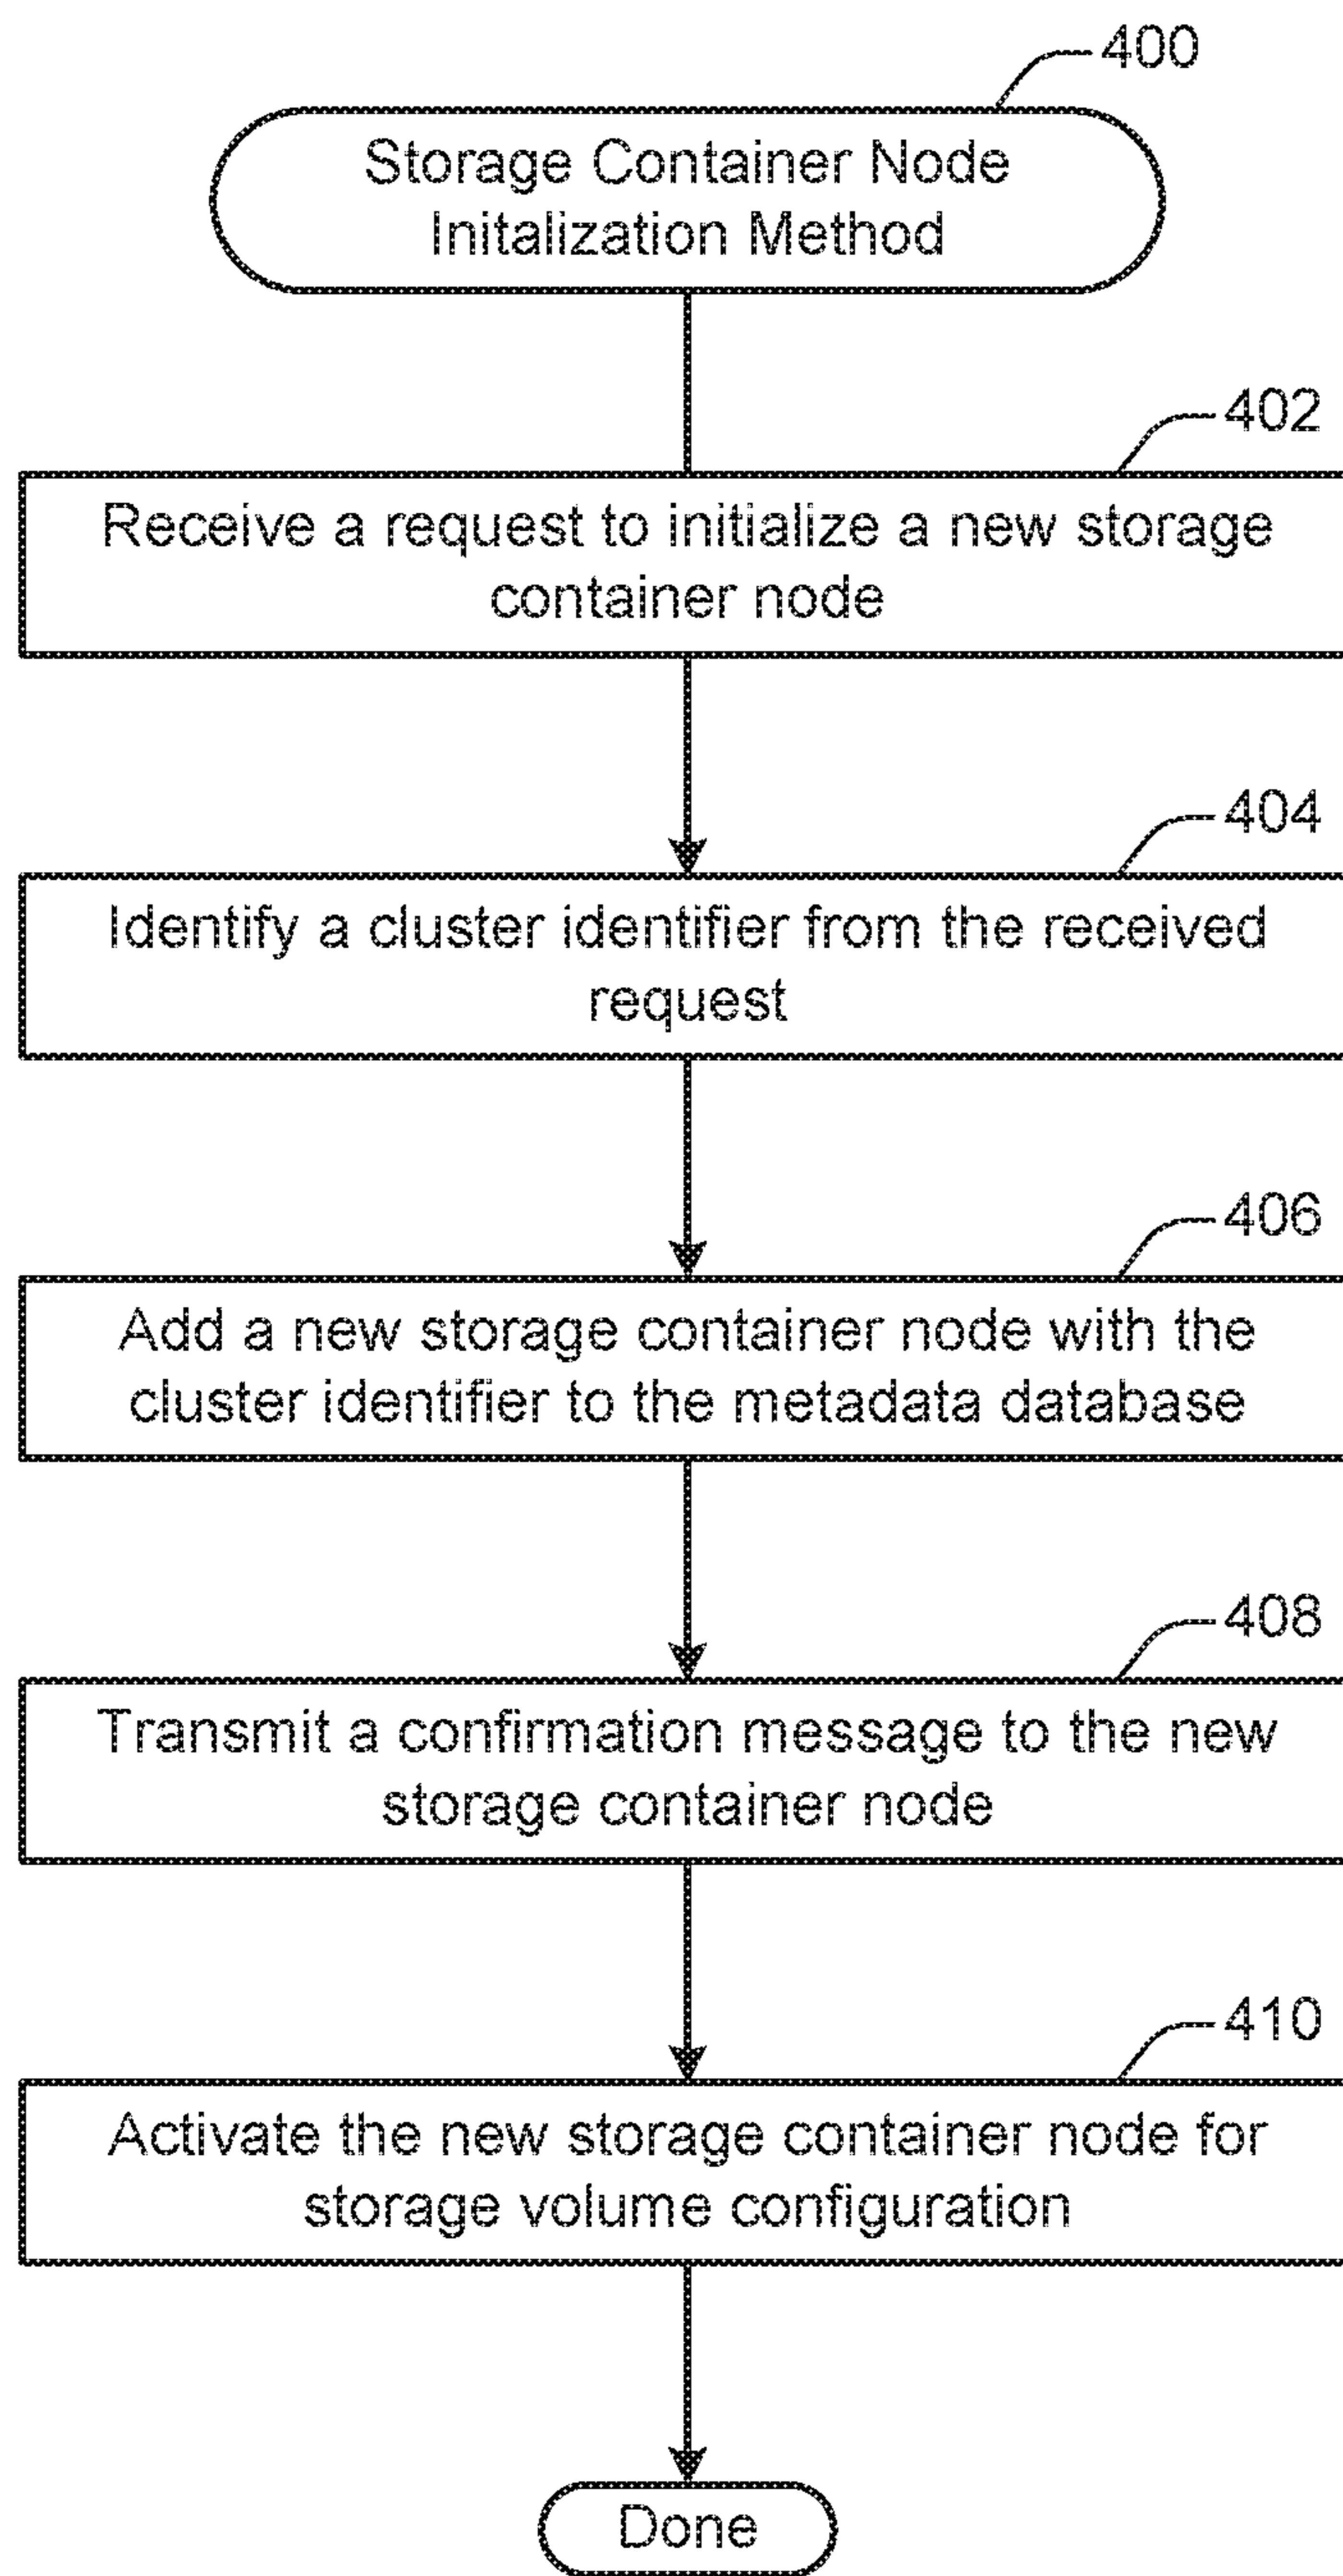 400
Storage Container Node
Initalization Method
402
Receive a request to initialize a new storage
container node
404
Identify a cluster identifier from the received
request
406
Add a new storage container node with the
cluster identifier to the metadata database
408
Transmit a confirmation message to the new
storage container node
410
Activate the new storage container node for
storage volume configuration
Done